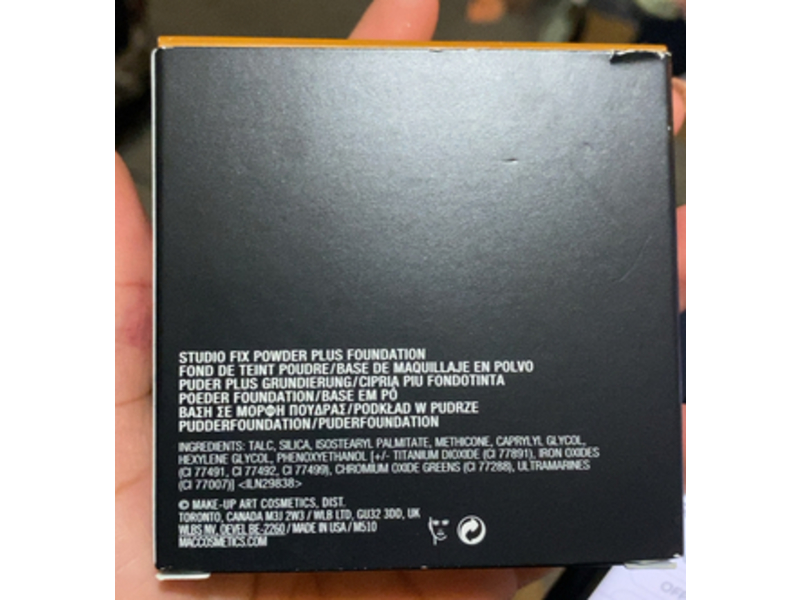 STUDIO FIX POWDER PLUS FOUNDATION
FOND DE TEINT POUDRE/BASE DE MAQUILLAJE EN POLVO
PUDER PLUS GRUNDIERUNG/CIPRIA PIU FONDOTINTA
POEDER FOUNDATION/BASE EM PÓ
ΒΑΣΗ ΣΕ ΜΟΡΦΗ ΠΟΥΔΡΑΣ/PODKŁAD W PUDRZE
PUDDERFOUNDATION/PUDERFOUNDATION
INGREDIENTS: TALC, SILICA, ISOSTEARYL PALMITATE, METHICONE, CAPRYLYL GLYCOL,
HEXYLENE GLYCOL, PHENOXYETHANOL [+/- TITANIUM DIOXIDE (CI 77891), IRON OXIDES
(CI 77491, CI 77492, CI 77499), CHROMIUM OXIDE GREENS (CI 77288), ULTRAMARINES
(CI 77007)] <ILN29838>
© MAKE-UP ART COSMETICS, DIST.
TORONTO, CANADA M3J 2W3 / WLB LTD, GU32 3DD, UK
WLBS NV, OEVEL BE-2260 / MADE IN USA / M510
MACCOSMETICS.COM